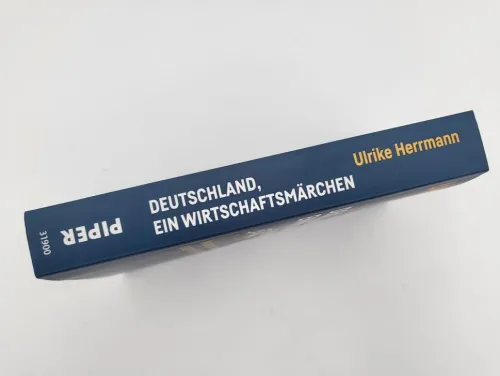 Ulrike Herrmann
DEUTSCHLAND,
EIN WIRTSCHAFTSMÄRCHEN
PIPER
31900